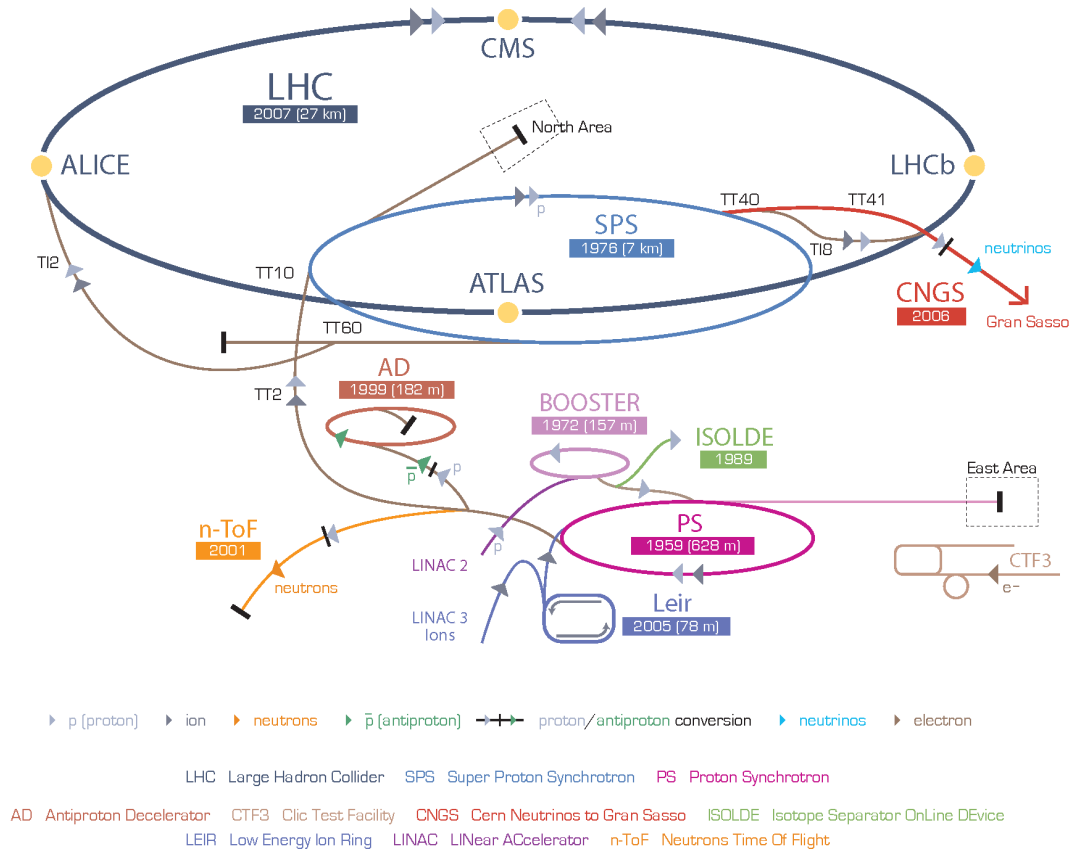 CMS
LHC
2007 (27 km)
North Area
ALICE
LHCb
TT40
TT41
p
SPS
1976 (7 km)
TI8
neutrinos
TI2
TT10
ATLAS
CNGS
2006
Gran Sasso
TT60
AD
1999 (182 m)
TT2
BOOSTER
1972 (157 m)
ISOLDE
1989
p̅
p
East Area
n-ToF
2001
PS
1959 (628 m)
p
LINAC 2
neutrons
CTF3
e–
LINAC 3
Ions
Leir
2005 (78 m)
p (proton)
ion
neutrons
p̅ (antiproton)
proton/antiproton conversion
neutrinos
electron
LHC Large Hadron Collider SPS Super Proton Synchrotron PS Proton Synchrotron
AD Antiproton Decelerator CTF3 Clic Test Facility CNGS Cern Neutrinos to Gran Sasso ISOLDE Isotope Separator OnLine DEvice
LEIR Low Energy Ion Ring LINAC LINear ACcelerator n-ToF Neutrons Time Of Flight